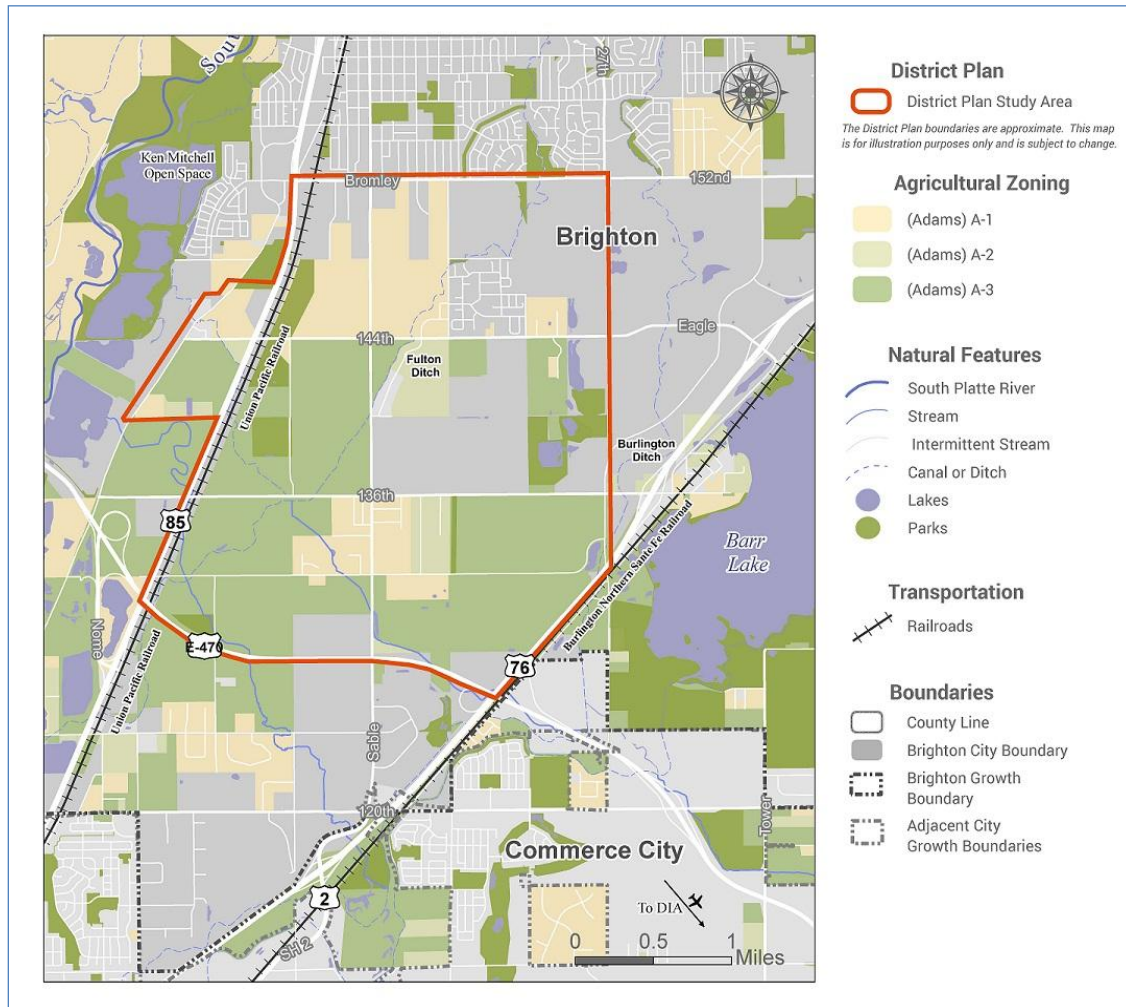 Sou
27th
Ken Mitchell
Open Space
Bromley
152nd
Brighton
Union Pacific Railroad
144th
Eagle
Fulton
Ditch
Burlington
Ditch
136th
85
Barr
Lake
Burlington Northern Sante Fe Railroad
Nome
E-470
76
Union Pacific Railroad
Sable
120th
Tower
Commerce City
2
To DIA
SH 2
0 0.5 1
Miles
District Plan
District Plan Study Area
The District Plan boundaries are approximate. This map
is for illustration purposes only and is subject to change.
Agricultural Zoning
(Adams) A-1
(Adams) A-2
(Adams) A-3
Natural Features
South Platte River
Stream
Intermittent Stream
Canal or Ditch
Lakes
Parks
Transportation
Railroads
Boundaries
County Line
Brighton City Boundary
Brighton Growth
Boundary
Adjacent City
Growth Boundaries